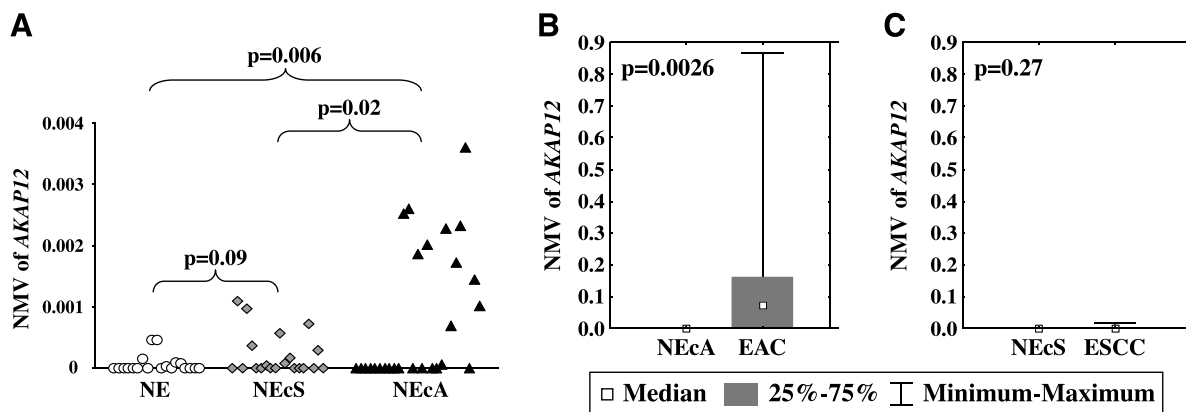 A
p=0.006
p=0.02
p=0.09
NMV of AKAP12
0.004
0.003
0.002
0.001
0
NE
NEcS
NEcA
B
p=0.0026
NMV of AKAP12
0.9
0.8
0.7
0.6
0.5
0.4
0.3
0.2
0.1
0.0
NEcA
EAC
C
p=0.27
NMV of AKAP12
0.9
0.8
0.7
0.6
0.5
0.4
0.3
0.2
0.1
0.0
NEcS
ESCC
Median
25%-75%
Minimum-Maximum